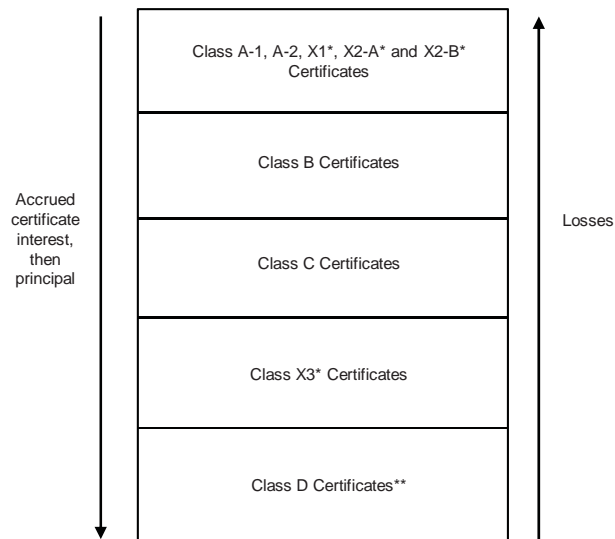 Class A-1, A-2, X1*, X2-A* and X2-B*
Certificates
Class B Certificates
Accrued
certificate
interest,
then
principal
Losses
Class C Certificates
Class X3* Certificates
Class D Certificates**